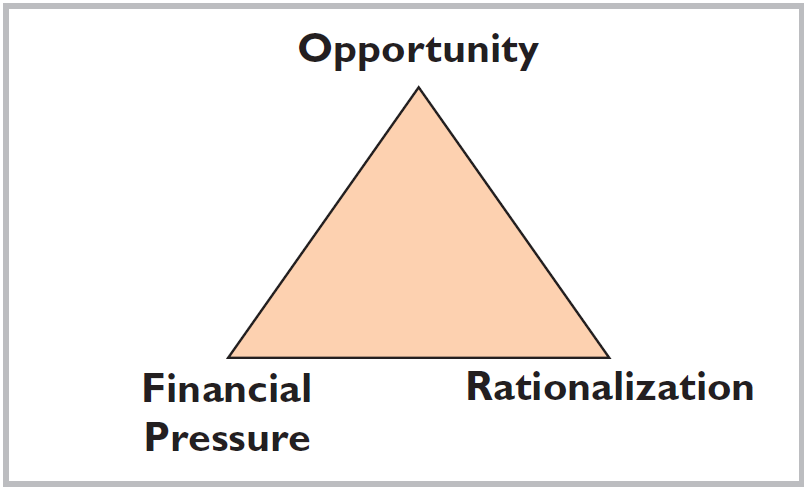 Opportunity
Financial
Pressure
Rationalization